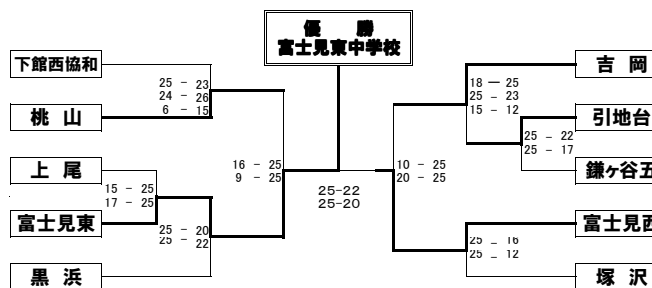 優 勝
富士見東中学校
下館西協和
25 - 23
24 - 26
6 - 15
桃 山
上 尾
15 - 25
17 - 25
富士見東
25 - 20
25 - 22
黒 浜
16 - 25
9 - 25
25-22
25-20
10 - 25
20 - 25
吉 岡
18 ー 25
25 - 23
15 - 12
引地台
25 - 22
25 - 17
鎌ヶ谷五
富士見西
25 - 16
25 - 12
塚 沢